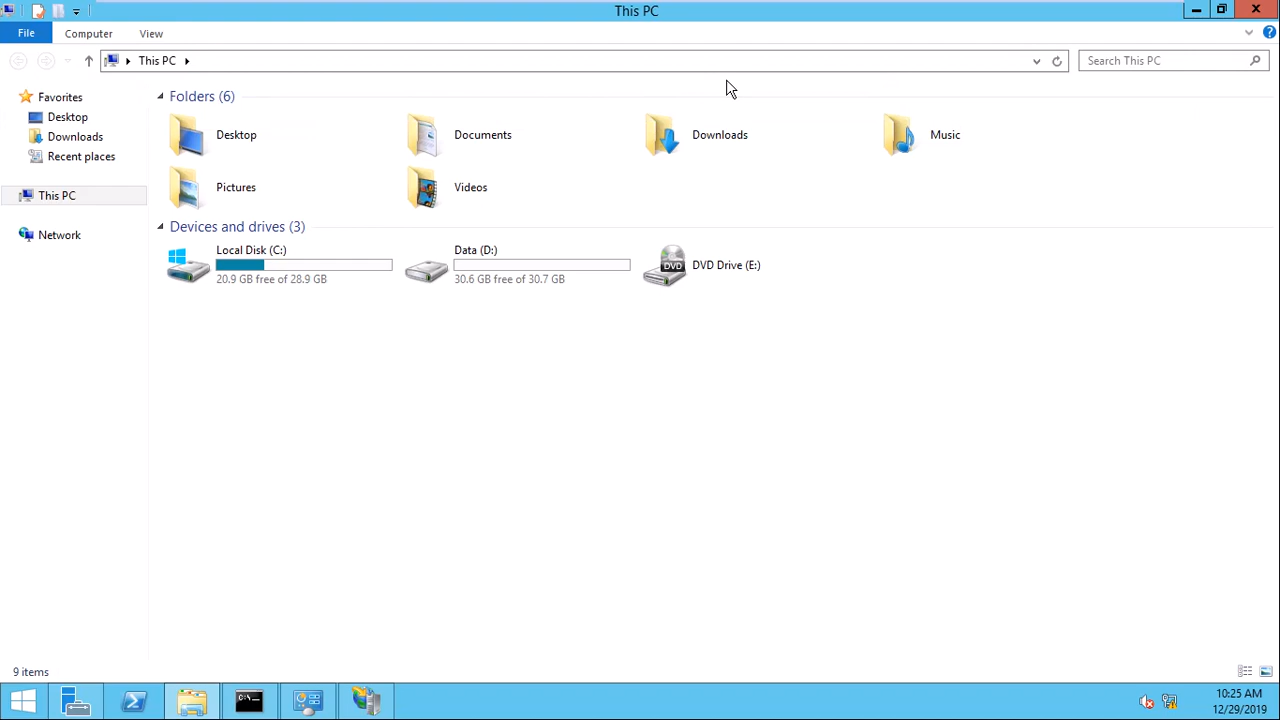 This PC
File
Computer
View
This PC
Search This PC
Favorites
Desktop
Downloads
Recent places
This PC
Network
Folders (6)
Desktop
Documents
Downloads
Music
Pictures
Videos
Devices and drives (3)
Local Disk (C:)
20.9 GB free of 28.9 GB
Data (D:)
30.6 GB free of 30.7 GB
DVD
DVD Drive (E:)
9 items
10:25 AM
12/29/2019